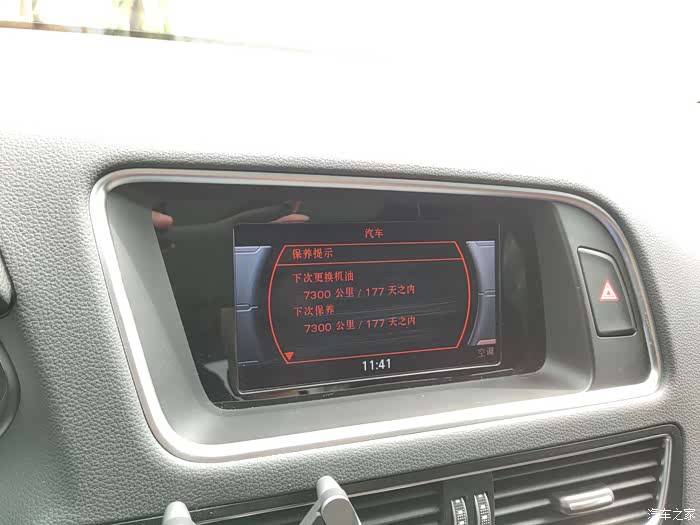 汽车
保养提示
下次更换机油
7300 公里 / 177 天之内
下次保养
7300 公里 / 177 天之内
11:41
空调
汽车之家